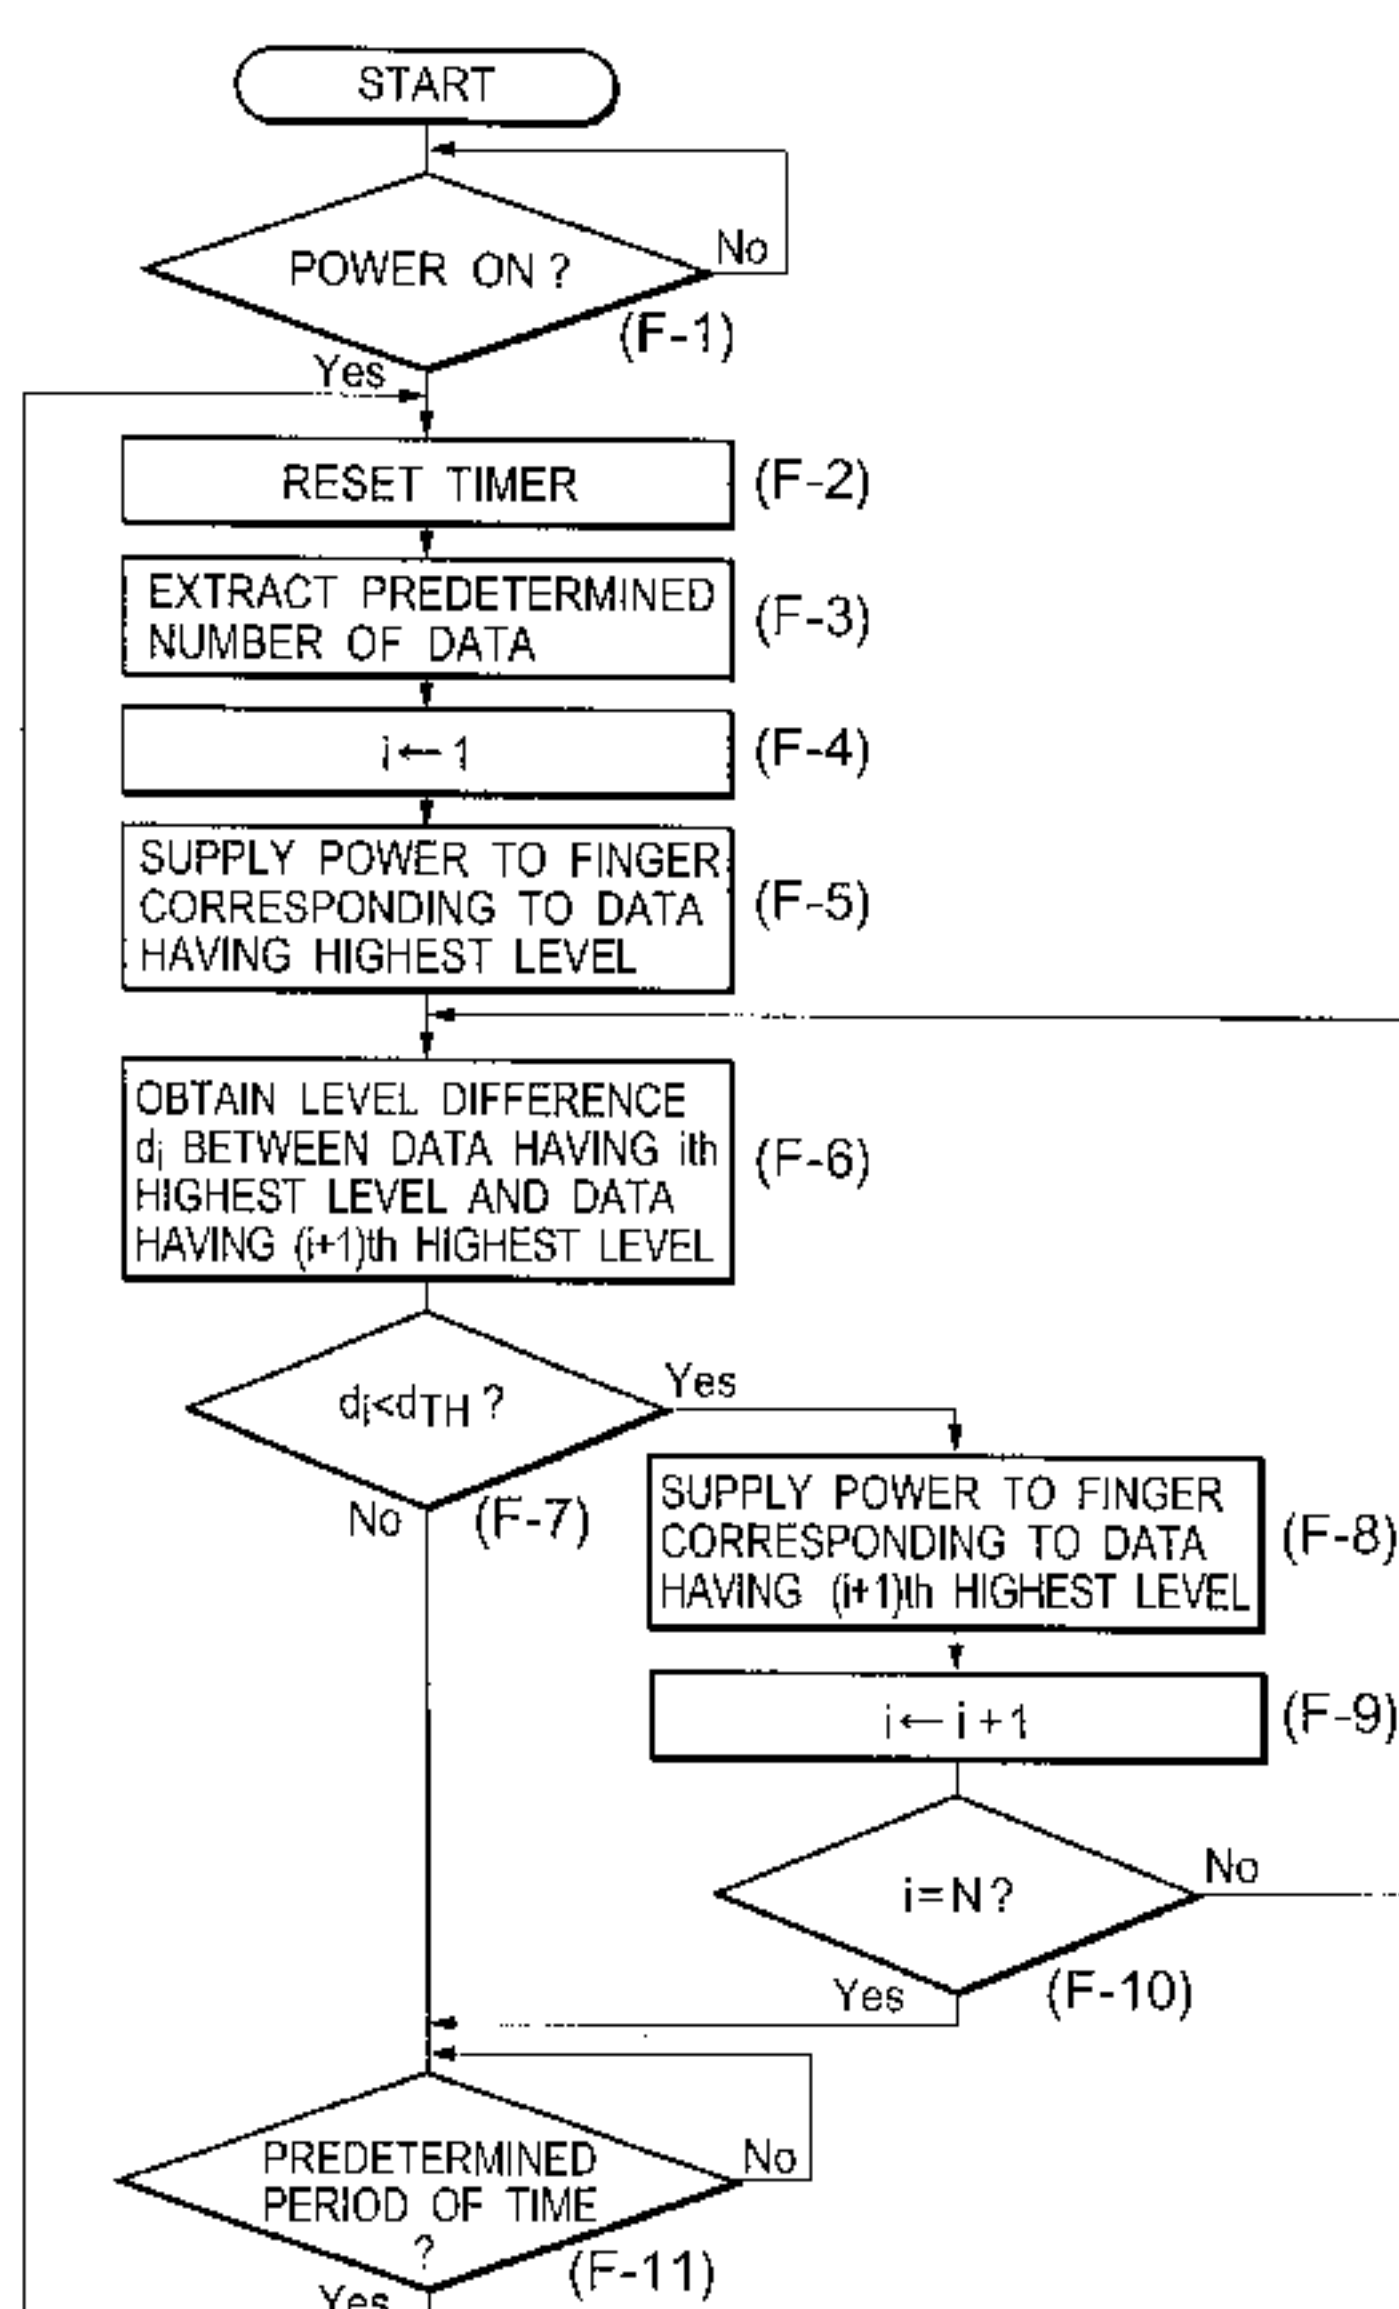 START
POWER ON?
No
(F-1)
Yes
RESET TIMER
(F-2)
EXTRACT PREDETERMINED
NUMBER OF DATA
(F-3)
i←1
(F-4)
SUPPLY POWER TO FINGER
CORRESPONDING TO DATA
HAVING HIGHEST LEVEL
(F-5)
OBTAIN LEVEL DIFFERENCE
di BETWEEN DATA HAVING ith
HIGHEST LEVEL AND DATA
HAVING (i+1)th HIGHEST LEVEL
(F-6)
di<dTH?
Yes
No
(F-7)
SUPPLY POWER TO FINGER
CORRESPONDING TO DATA
HAVING (i+1)th HIGHEST LEVEL
(F-8)
i←i+1
(F-9)
i=N?
No
Yes
(F-10)
PREDETERMINED
PERIOD OF TIME
?
No
(F-11)
Yes